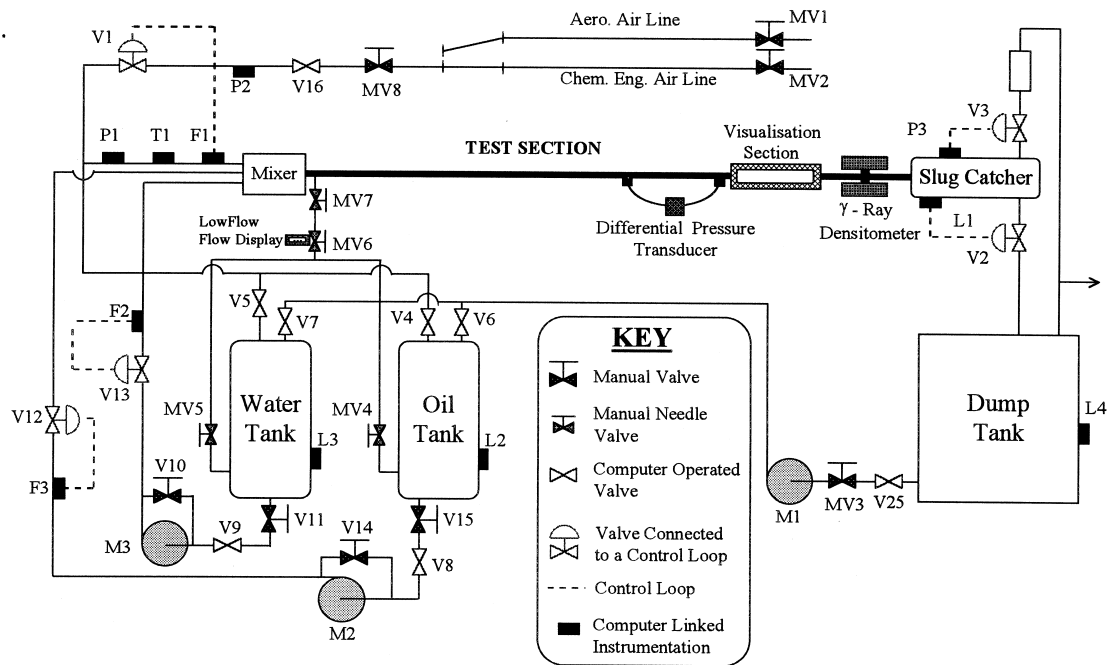 Aero. Air Line
MV1
V1
P2
V16
MV8
Chem. Eng. Air Line
MV2
P1
T1
F1
TEST SECTION
Visualisation
Section
P3
V3
Mixer
Slug Catcher
MV7
LowFlow
Flow Display
MV6
Differential Pressure
Transducer
γ - Ray
Densitometer
L1
V2
V5
V7
V4
V6
F2
V13
V12
F3
Water
Tank
Oil
Tank
MV5
MV4
L3
L2
V10
V9
V11
M3
V14
V15
V8
M2
KEY
Manual Valve
Manual Needle
Valve
Computer Operated
Valve
Valve Connected
to a Control Loop
Control Loop
Computer Linked
Instrumentation
M1
MV3
V25
Dump
Tank
L4